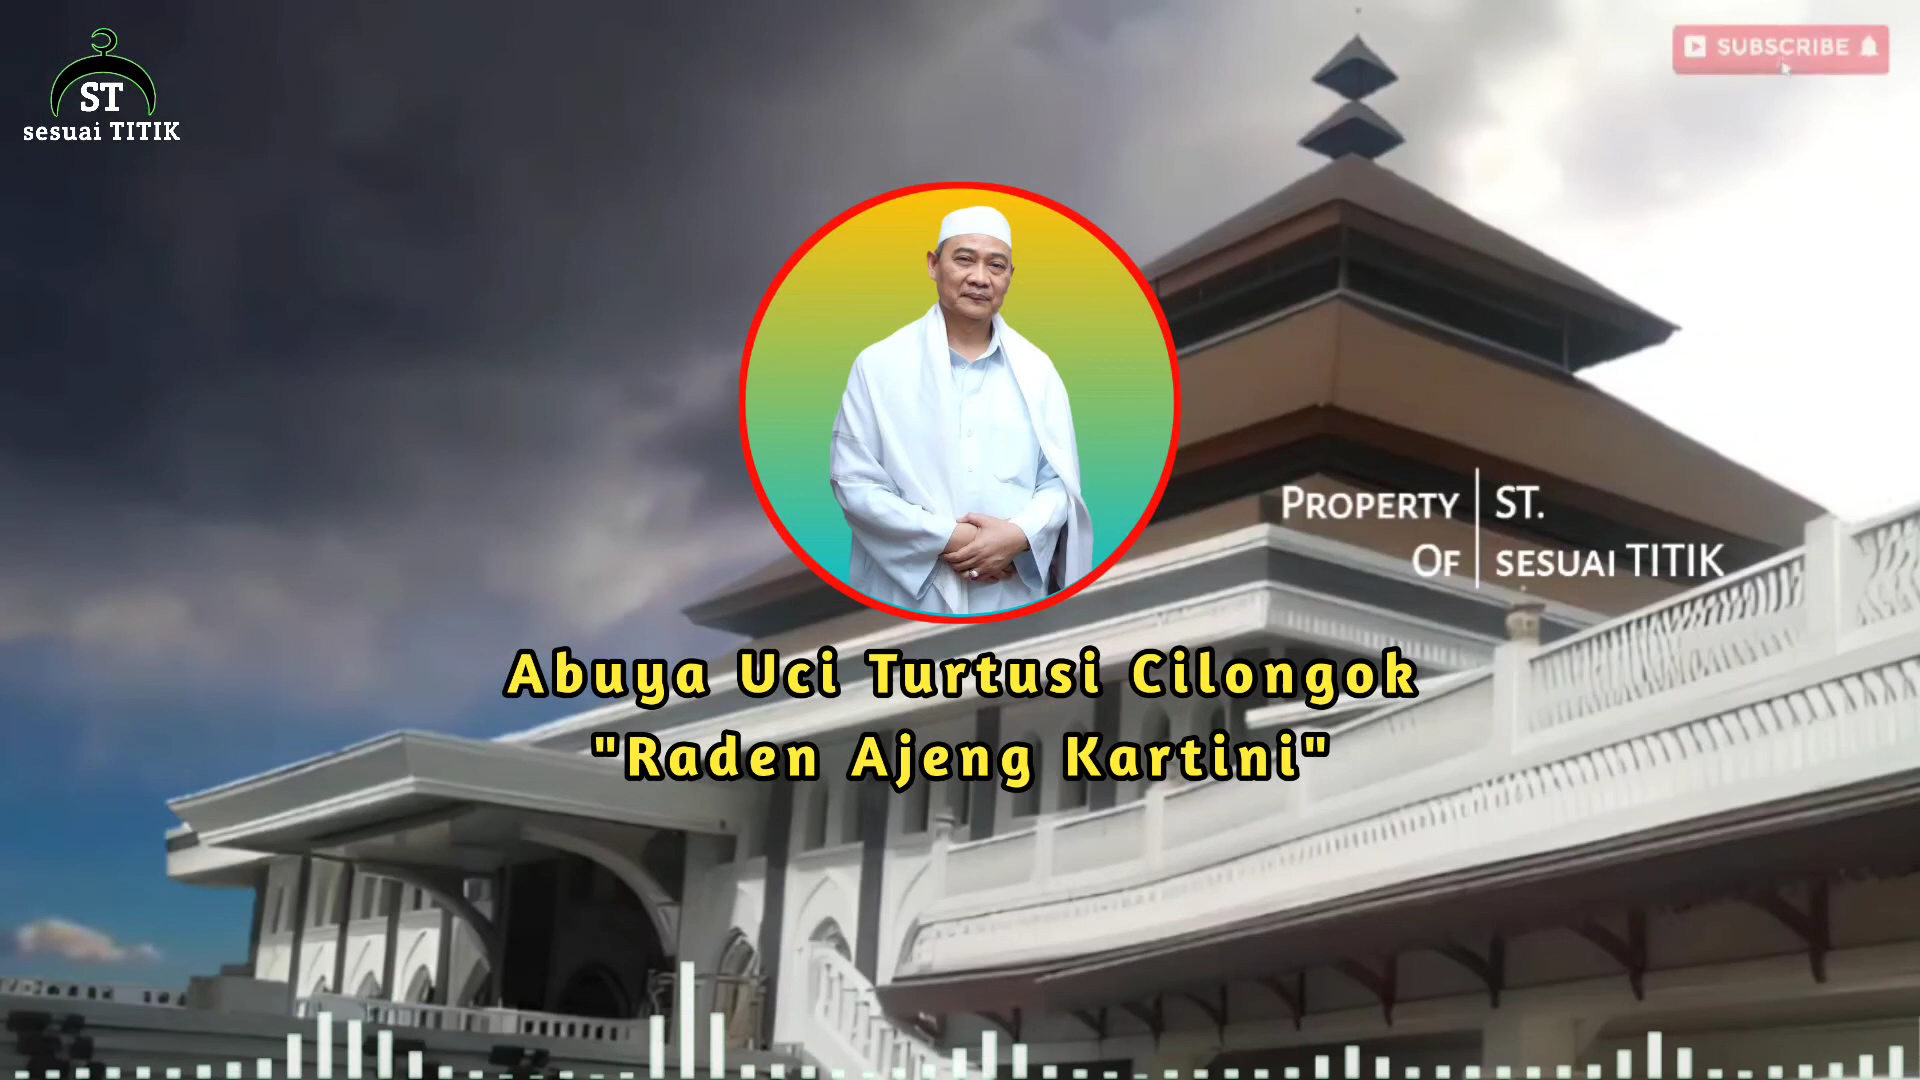 ST
sesuai TITIK
SUBSCRIBE
PROPERTY OF
ST. SESUAI TITIK
Abuya Uci Turtusi Cilongok
"Raden Ajeng Kartini"